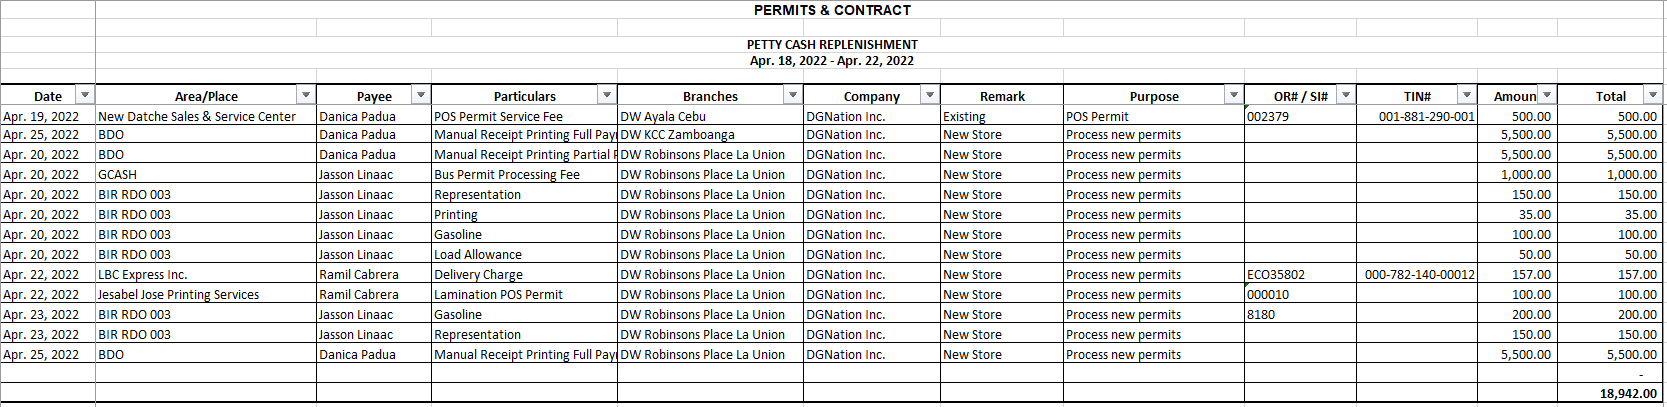 PERMITS & CONTRACT
PETTY CASH REPLENISHMENT
Apr. 18, 2022 - Apr. 22, 2022
Date Area/Place Payee Particulars Branches Company Remark Purpose OR# / SI# TIN# Amoun Total
Apr. 19, 2022 New Datche Sales & Service Center Danica Padua POS Permit Service Fee DW Ayala Cebu DGNation Inc. Existing POS Permit 002379 001-881-290-001 500.00 500.00
Apr. 25, 2022 BDO Danica Padua Manual Receipt Printing Full Pay DW KCC Zamboanga DGNation Inc. New Store Process new permits 5,500.00 5,500.00
Apr. 20, 2022 BDO Danica Padua Manual Receipt Printing Partial P DW Robinsons Place La Union DGNation Inc. New Store Process new permits 5,500.00 5,500.00
Apr. 20, 2022 GCASH Jasson Linaac Bus Permit Processing Fee DW Robinsons Place La Union DGNation Inc. New Store Process new permits 1,000.00 1,000.00
Apr. 20, 2022 BIR RDO 003 Jasson Linaac Representation DW Robinsons Place La Union DGNation Inc. New Store Process new permits 150.00 150.00
Apr. 20, 2022 BIR RDO 003 Jasson Linaac Printing DW Robinsons Place La Union DGNation Inc. New Store Process new permits 35.00 35.00
Apr. 20, 2022 BIR RDO 003 Jasson Linaac Gasoline DW Robinsons Place La Union DGNation Inc. New Store Process new permits 100.00 100.00
Apr. 20, 2022 BIR RDO 003 Jasson Linaac Load Allowance DW Robinsons Place La Union DGNation Inc. New Store Process new permits 50.00 50.00
Apr. 22, 2022 LBC Express Inc. Ramil Cabrera Delivery Charge DW Robinsons Place La Union DGNation Inc. New Store Process new permits ECO35802 000-782-140-00012 157.00 157.00
Apr. 22, 2022 Jesabel Jose Printing Services Ramil Cabrera Lamination POS Permit DW Robinsons Place La Union DGNation Inc. New Store Process new permits 000010 100.00 100.00
Apr. 23, 2022 BIR RDO 003 Jasson Linaac Gasoline DW Robinsons Place La Union DGNation Inc. New Store Process new permits 8180 200.00 200.00
Apr. 23, 2022 BIR RDO 003 Jasson Linaac Representation DW Robinsons Place La Union DGNation Inc. New Store Process new permits 150.00 150.00
Apr. 25, 2022 BDO Danica Padua Manual Receipt Printing Full Pay DW Robinsons Place La Union DGNation Inc. New Store Process new permits 5,500.00 5,500.00
-
18,942.00